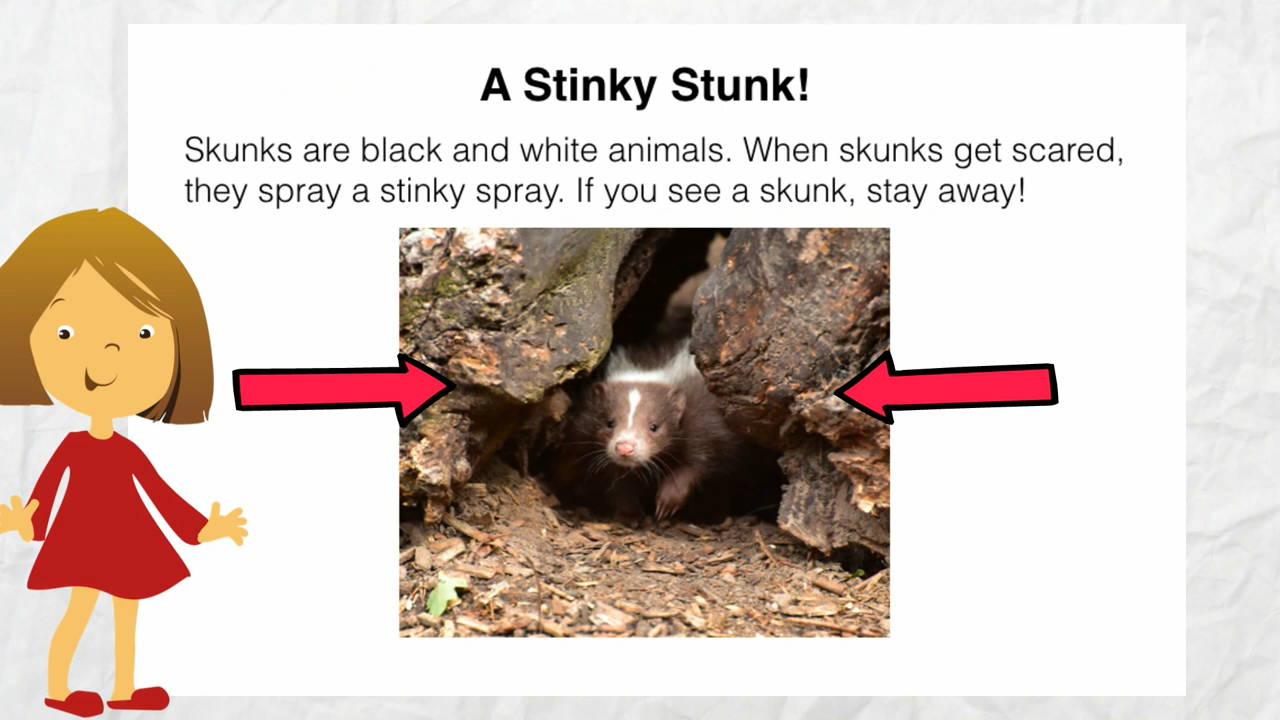 A Stinky Stunk!
Skunks are black and white animals. When skunks get scared,
they spray a stinky spray. If you see a skunk, stay away!